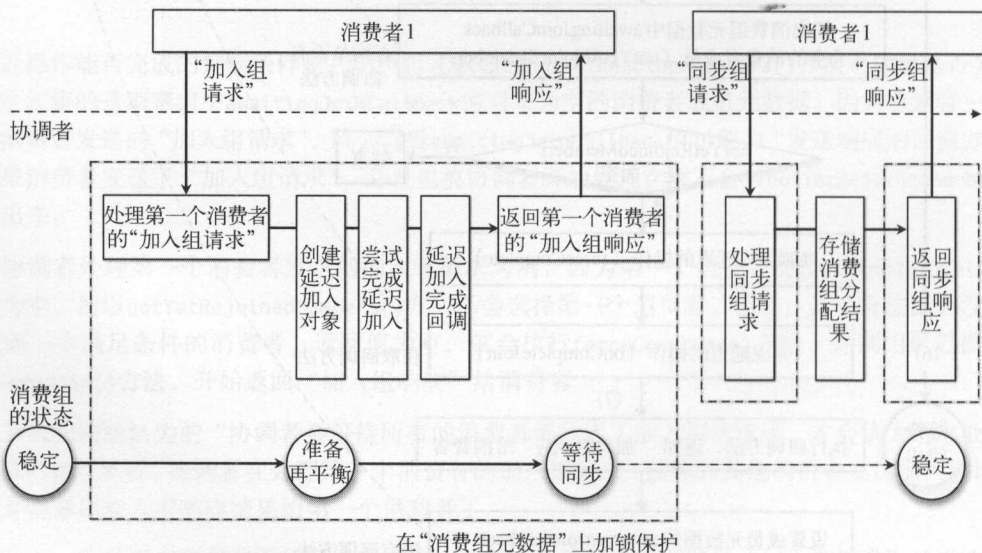 消费者1
消费者1
“加入组
请求”
“加入组
响应”
“同步组
请求”
“同步组
响应”
协调者
处理第一个消费者
的“加入组请求”
创建
延迟
加入
对象
尝试
完成
延迟
加入
延迟
加入
完成
回调
返回第一个消费者
的“加入组响应”
处理
同步
组请
求
存储
消费
组分
配结
果
返回
同步
组响
应
消费组
的状态
稳定
准备
再平衡
等待
同步
稳定
在“消费组元数据”上加锁保护